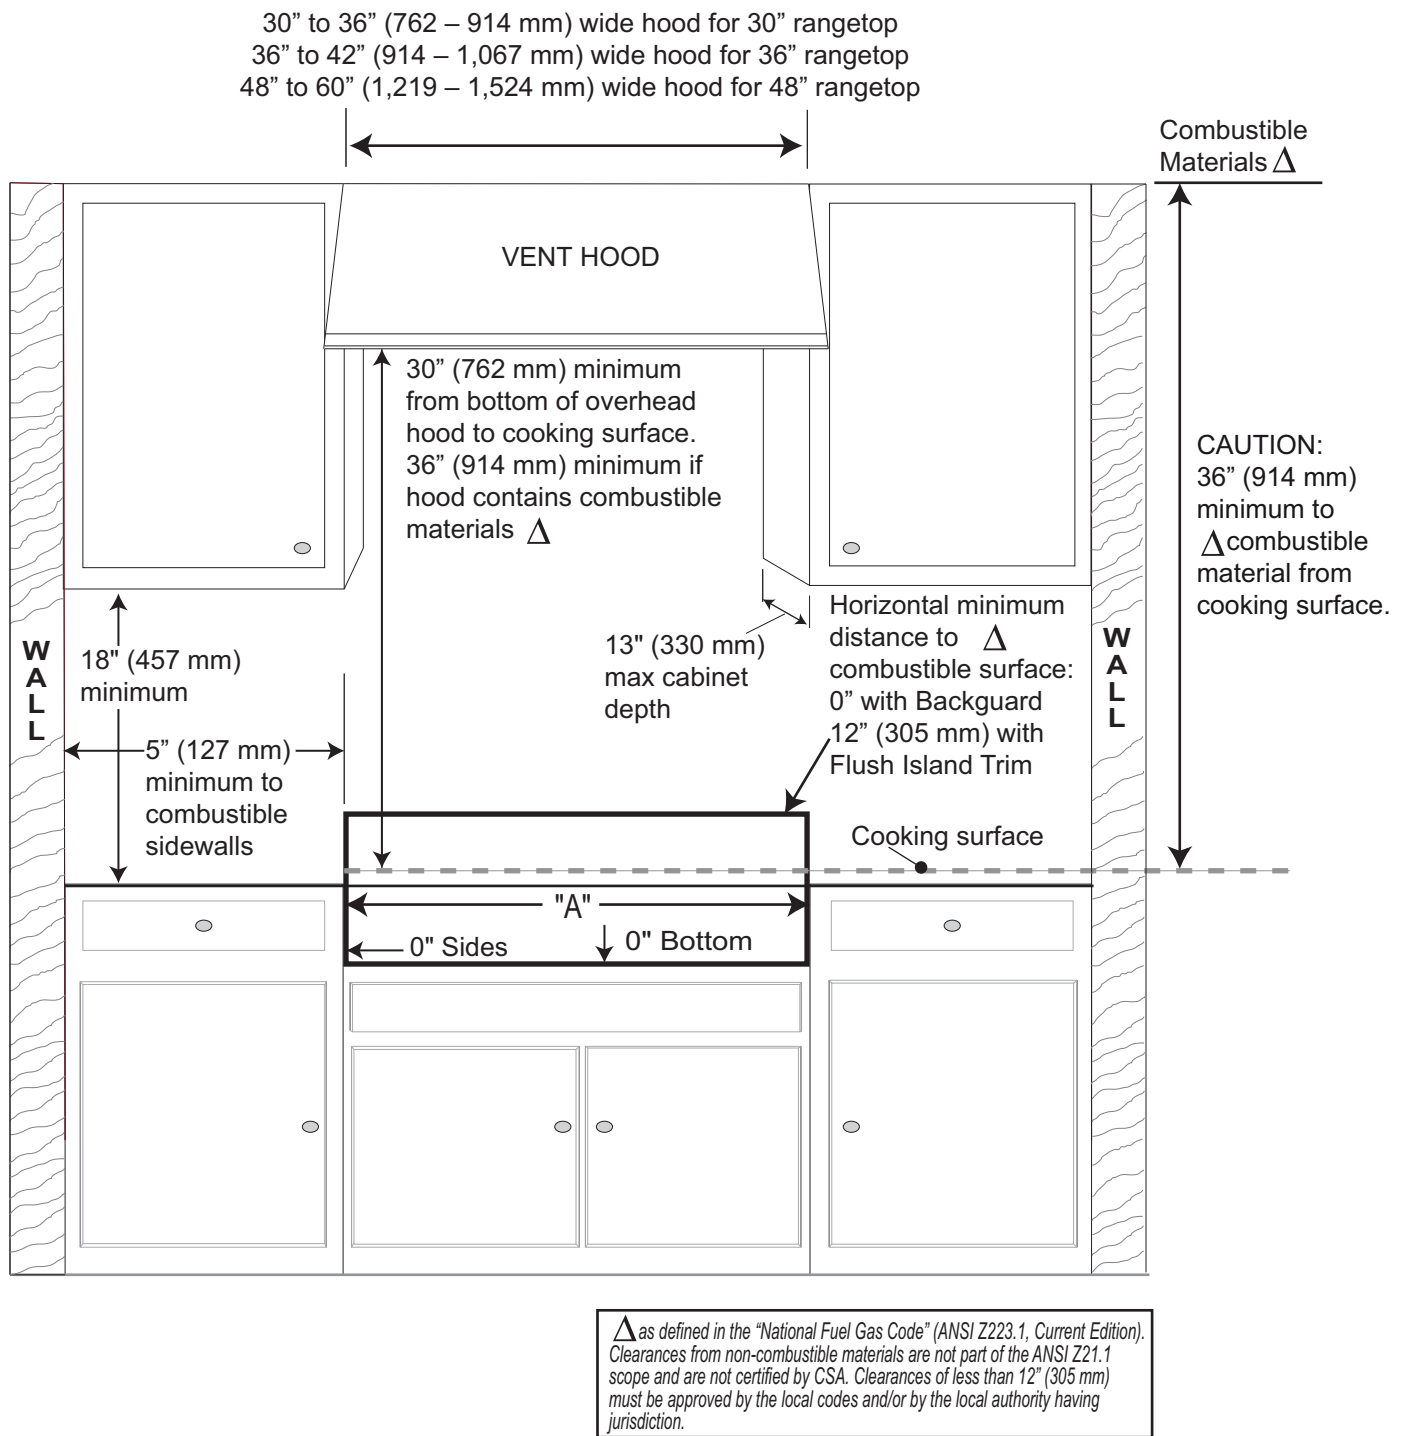 30” to 36” (762 – 914 mm) wide hood for 30” rangetop
36” to 42” (914 – 1,067 mm) wide hood for 36” rangetop
48” to 60” (1,219 – 1,524 mm) wide hood for 48” rangetop
Combustible
Materials Δ
VENT HOOD
30” (762 mm) minimum
from bottom of overhead
hood to cooking surface.
36” (914 mm) minimum if
hood contains combustible
materials Δ
CAUTION:
36” (914 mm)
minimum to
Δ combustible
material from
cooking surface.
WALL
18" (457 mm)
minimum
5” (127 mm)
minimum to
combustible
sidewalls
13" (330 mm)
max cabinet
depth
Horizontal minimum
distance to Δ
combustible surface:
0” with Backguard
12” (305 mm) with
Flush Island Trim
WALL
Cooking surface
"A"
0" Sides
0" Bottom
Δ as defined in the “National Fuel Gas Code” (ANSI Z223.1, Current Edition).
Clearances from non-combustible materials are not part of the ANSI Z21.1
scope and are not certified by CSA. Clearances of less than 12” (305 mm)
must be approved by the local codes and/or by the local authority having
jurisdiction.